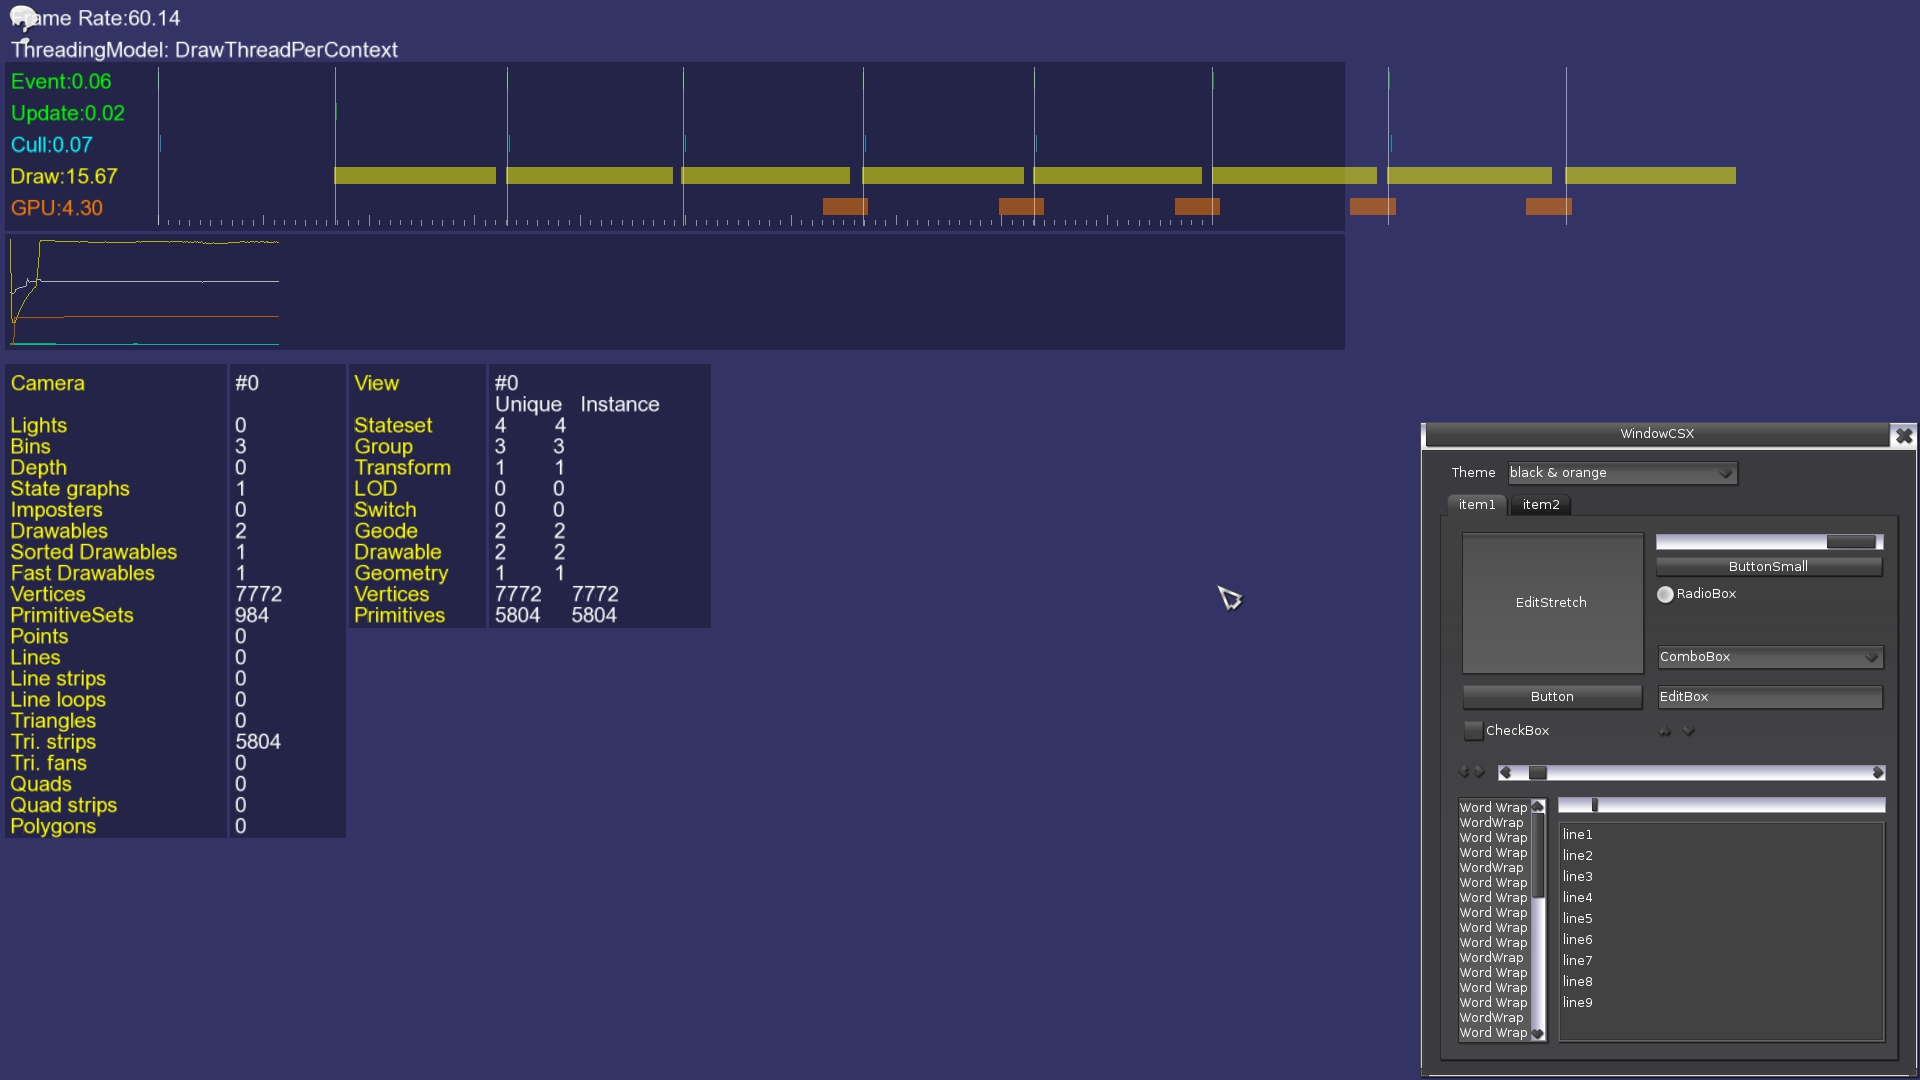 Frame Rate:60.14
ThreadingModel: DrawThreadPerContext
Event:0.06
Update:0.02
Cull:0.07
Draw:15.67
GPU:4.30
Camera #0
Lights 0
Bins 3
Depth 0
State graphs 1
Imposters 0
Drawables 2
Sorted Drawables 1
Fast Drawables 1
Vertices 7772
PrimitiveSets 984
Points 0
Lines 0
Line strips 0
Line loops 0
Triangles 0
Tri. strips 5804
Tri. fans 0
Quads 0
Quad strips 0
Polygons 0
View #0
Unique Instance
Stateset 4 4
Group 3 3
Transform 1 1
LOD 0 0
Switch 0 0
Geode 2 2
Drawable 2 2
Geometry 1 1
Vertices 7772 7772
Primitives 5804 5804
WindowCSX
Theme black & orange
item1 item2
EditStretch
ButtonSmall
RadioBox
ComboBox
Button
EditBox
CheckBox
Word Wrap
WordWrap
Word Wrap
Word Wrap
WordWrap
Word Wrap
Word Wrap
Word Wrap
Word Wrap
Word Wrap
WordWrap
Word Wrap
Word Wrap
Word Wrap
WordWrap
Word Wrap
line1
line2
line3
line4
line5
line6
line7
line8
line9